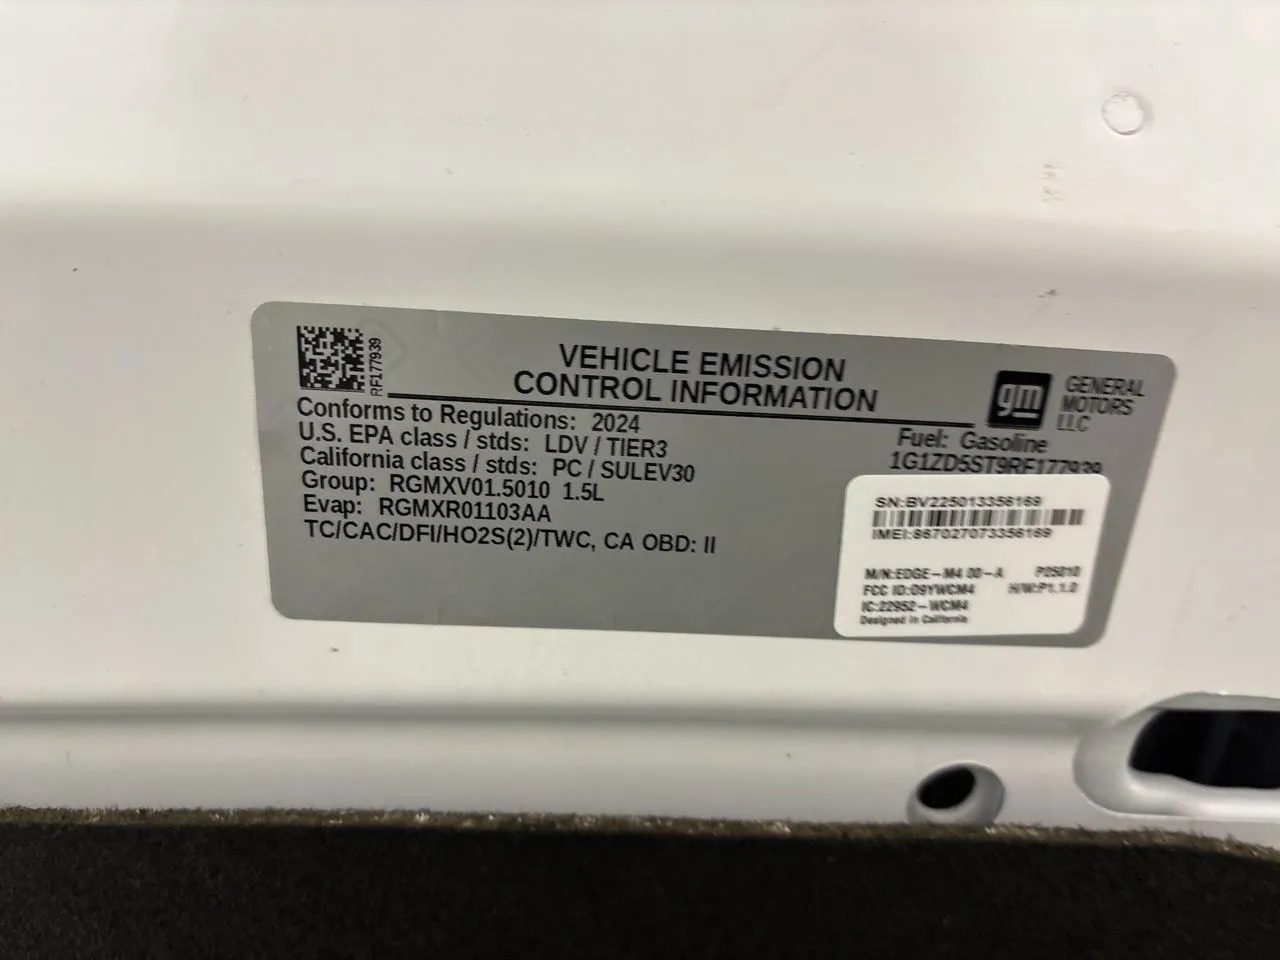 RF177939
VEHICLE EMISSION
CONTROL INFORMATION
gm
GENERAL
MOTORS
LLC
Conforms to Regulations: 2024
U.S. EPA class / stds: LDV / TIER3
California class / stds: PC / SULEV30
Group: RGMXV01.5010 1.5L
Evap: RGMXR01103AA
TC/CAC/DFI/HO2S(2)/TWC, CA OBD: II
Fuel: Gasoline
1G1ZD5ST9RF177939
SN:BV225013356169
IMEI:867027073356169
M/N:EDGE-M4 00-A P25010
FCC ID:09YWCM4 H/W:P1.1.0
IC:22952-WCM4
Designed in California